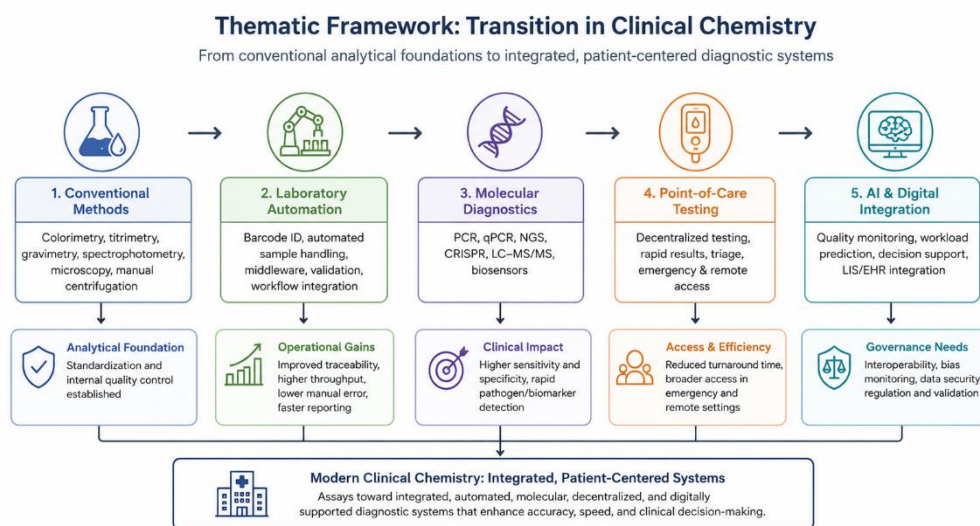 Thematic Framework: Transition in Clinical Chemistry
From conventional analytical foundations to integrated, patient-centered diagnostic systems
1. Conventional
Methods
Colorimetry, titrimetry,
gravimetry, spectrophotometry,
microscopy, manual
centrifugation
2. Laboratory
Automation
Barcode ID, automated
sample handling,
middleware, validation,
workflow integration
3. Molecular
Diagnostics
PCR, qPCR, NGS,
CRISPR, LC–MS/MS,
biosensors
4. Point-of-Care
Testing
Decentralized testing,
rapid results, triage,
emergency & remote
access
5. AI & Digital
Integration
Quality monitoring, workload
prediction, decision support,
LIS/EHR integration
Analytical Foundation
Standardization and
internal quality control
established
Operational Gains
Improved traceability,
higher throughput,
lower manual error,
faster reporting
Clinical Impact
Higher sensitivity and
specificity, rapid
pathogen/biomarker
detection
Access & Efficiency
Reduced turnaround time,
broader access in
emergency and
remote settings
Governance Needs
Interoperability, bias
monitoring, data security,
regulation and validation
Modern Clinical Chemistry: Integrated, Patient-Centered Systems
Assays toward integrated, automated, molecular, decentralized, and digitally
supported diagnostic systems that enhance accuracy, speed, and clinical decision-making.